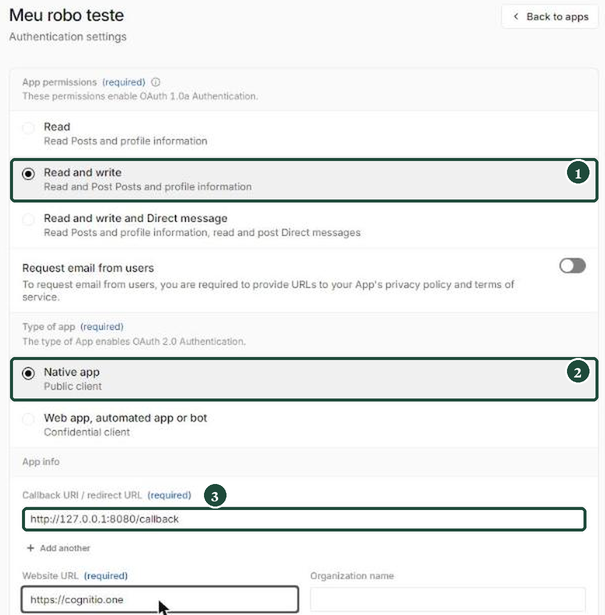 Meu robo teste
< Back to apps
Authentication settings
App permissions (required)
These permissions enable OAuth 1.0a Authentication.
Read
Read Posts and profile information
Read and write
1
Read and Post Posts and profile information
Read and write and Direct message
Read Posts and profile information, read and post Direct messages
Request email from users
To request email from users, you are required to provide URLs to your App's privacy policy and terms of
service.
Type of app (required)
The type of App enables OAuth 2.0 Authentication.
Native app
2
Public client
Web app, automated app or bot
Confidential client
App info
Callback URI / redirect URL (required)
3
http://127.0.0.1:8080/callback
+ Add another
Website URL (required)
Organization name
https://cognitio.one